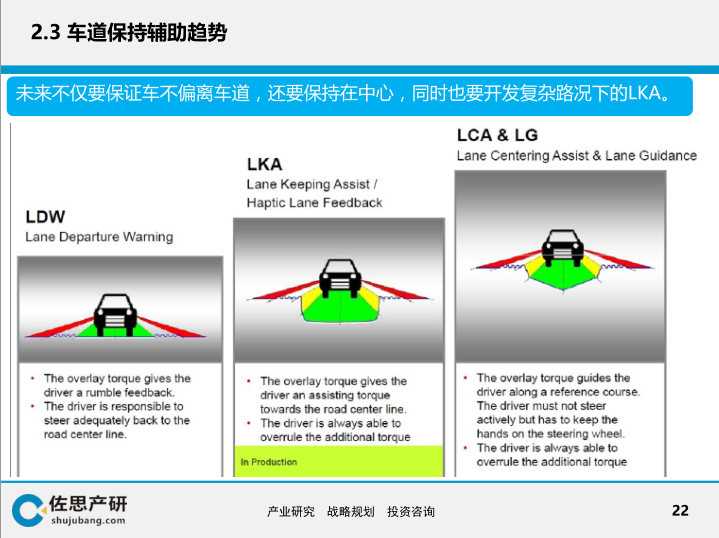 2.3 车道保持辅助趋势
未来不仅要保证车不偏离车道，还要保持在中心，同时也要开发复杂路况下的LKA。
LDW
Lane Departure Warning
• The overlay torque gives the
driver a rumble feedback.
• The driver is responsible to
steer adequately back to the
road center line.
LKA
Lane Keeping Assist /
Haptic Lane Feedback
• The overlay torque gives the
driver an assisting torque
towards the road center line.
• The driver is always able to
overrule the additional torque
In Production
LCA & LG
Lane Centering Assist & Lane Guidance
• The overlay torque guides the
driver along a reference course.
The driver must not steer
actively but has to keep the
hands on the steering wheel.
• The driver is always able to
overrule the additional torque
佐思产研
shujubang.com
产业研究 战略规划 投资咨询
22